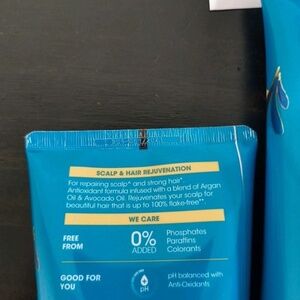 SCALP & HAIR REJUVENATION
For repairing scalp* and strong hair*
Antioxidant formula infused with a blend of Argan
Oil & Avocado Oil. Rejuvenates your scalp for
beautiful hair that is up to 100% flake-free**.
WE CARE
FREE FROM
0% ADDED
Phosphates
Paraffins
Colorants
GOOD FOR YOU
pH
pH balanced with
Anti-Oxidants